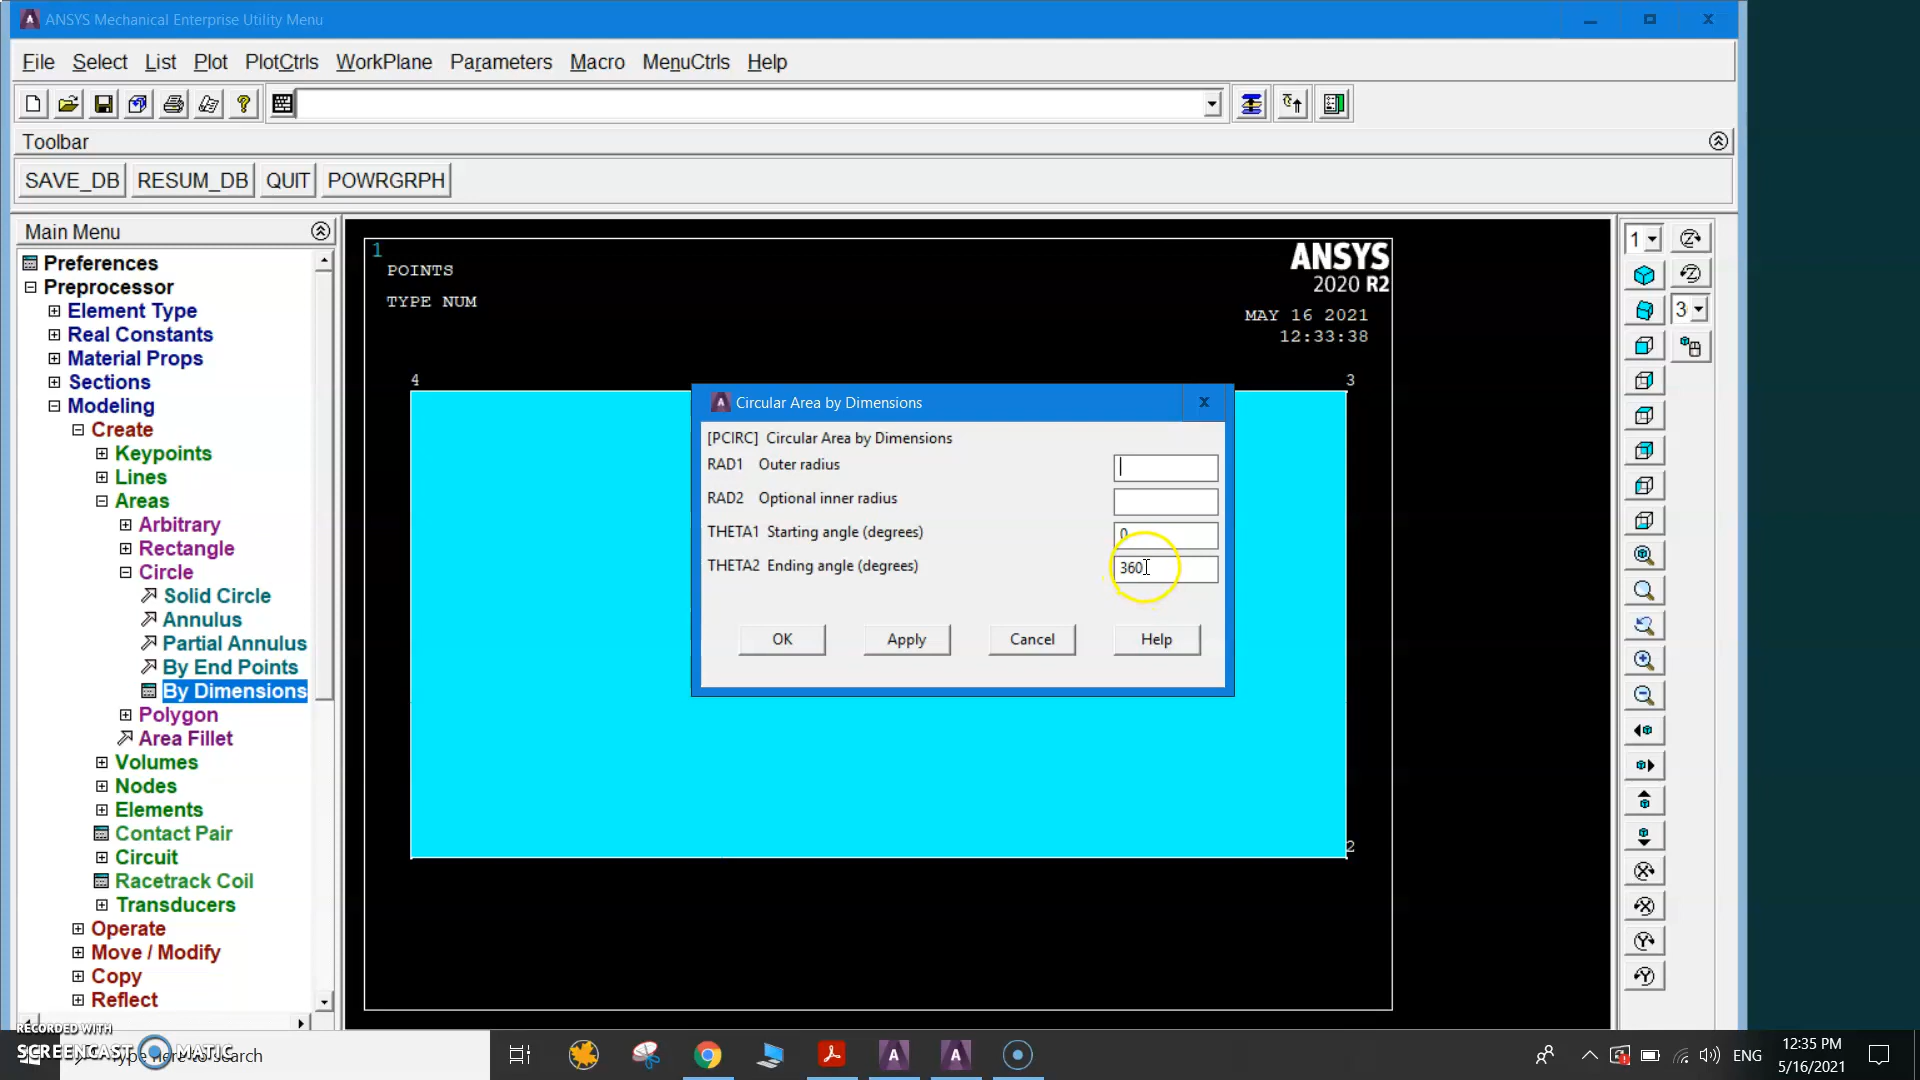 ANSYS Mechanical Enterprise Utility Menu
File Select List Plot PlotCtrls WorkPlane Parameters Macro MenuCtrls Help
Toolbar
SAVE_DB RESUM_DB QUIT POWRGRPH
Main Menu
Preferences
Preprocessor
Element Type
Real Constants
Material Props
Sections
Modeling
Create
Keypoints
Lines
Areas
Arbitrary
Rectangle
Circle
Solid Circle
Annulus
Partial Annulus
By End Points
By Dimensions
Polygon
Area Fillet
Volumes
Nodes
Elements
Contact Pair
Circuit
Racetrack Coil
Transducers
Operate
Move / Modify
Copy
Reflect
1
POINTS
TYPE NUM
ANSYS
2020 R2
MAY 16 2021
12:33:38
4
3
2
Circular Area by Dimensions
[PCIRC] Circular Area by Dimensions
RAD1 Outer radius
RAD2 Optional inner radius
THETA1 Starting angle (degrees) 0
THETA2 Ending angle (degrees) 360
OK Apply Cancel Help
1
3
RECORDED WITH
SCREENCAST MATIC
Type here to search
ENG
12:35 PM
5/16/2021